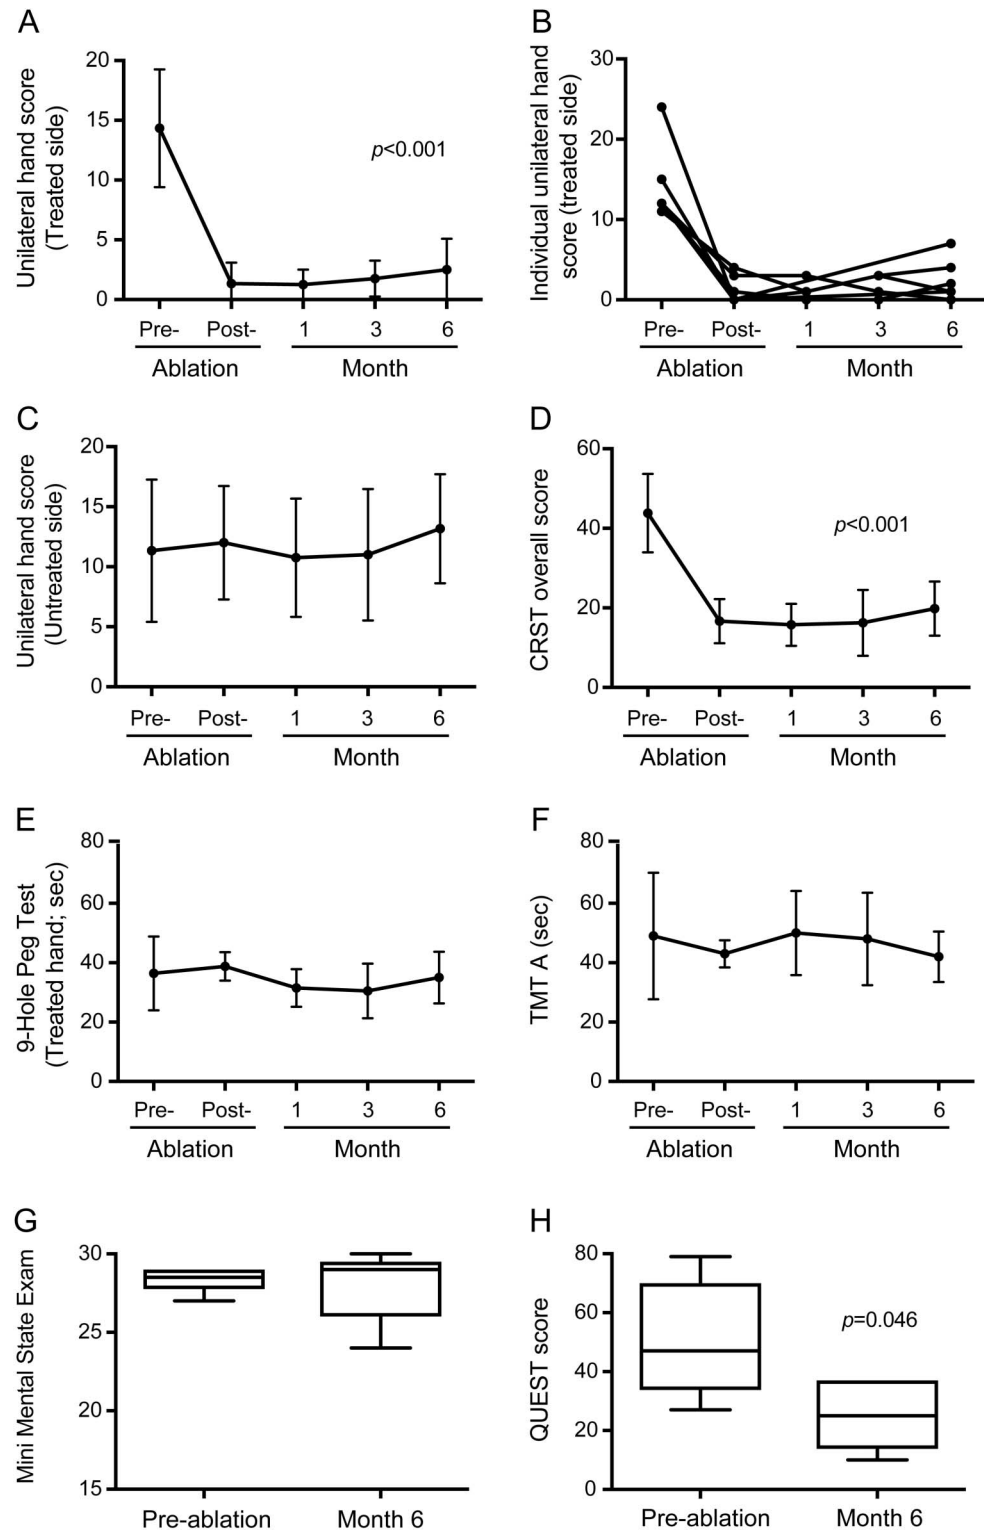 A
Unilateral hand score
(Treated side)
20
15
10
5
0
p<0.001
Pre- Post- 1 3 6
Ablation Month
B
Individual unilateral hand
score (treated side)
30
20
10
0
Pre- Post- 1 3 6
Ablation Month
C
Unilateral hand score
(Untreated side)
20
15
10
5
0
Pre- Post- 1 3 6
Ablation Month
D
CRST overall score
60
40
20
0
p<0.001
Pre- Post- 1 3 6
Ablation Month
E
9-Hole Peg Test
(Treated hand; sec)
80
60
40
20
0
Pre- Post- 1 3 6
Ablation Month
F
TMT A (sec)
80
60
40
20
0
Pre- Post- 1 3 6
Ablation Month
G
Mini Mental State Exam
30
25
20
15
Pre-ablation Month 6
H
QUEST score
80
60
40
20
0
p=0.046
Pre-ablation Month 6